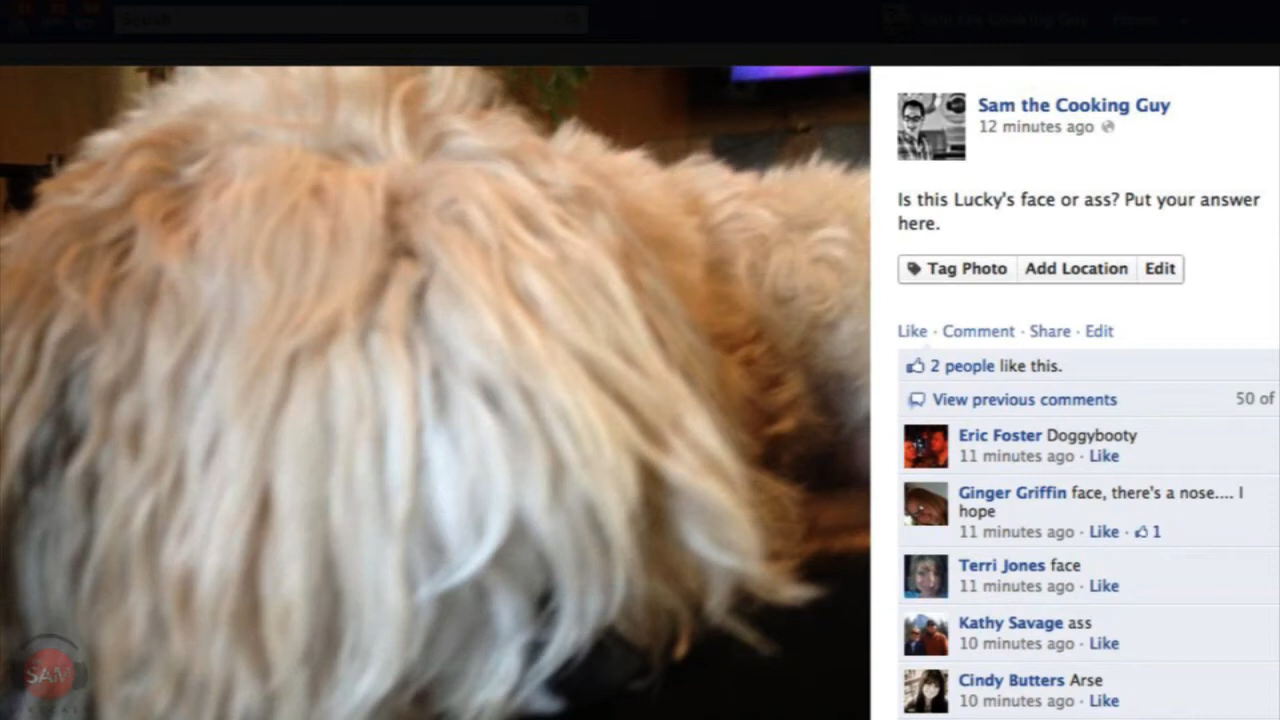 Sam the Cooking Guy
12 minutes ago
Is this Lucky's face or ass? Put your answer
here.
Tag Photo Add Location Edit
Like · Comment · Share · Edit
2 people like this.
View previous comments 50 of
Eric Foster Doggybooty
11 minutes ago · Like
Ginger Griffin face, there's a nose.... I
hope
11 minutes ago · Like · 1
Terri Jones face
11 minutes ago · Like
Kathy Savage ass
10 minutes ago · Like
Cindy Butters Arse
10 minutes ago · Like
SAM